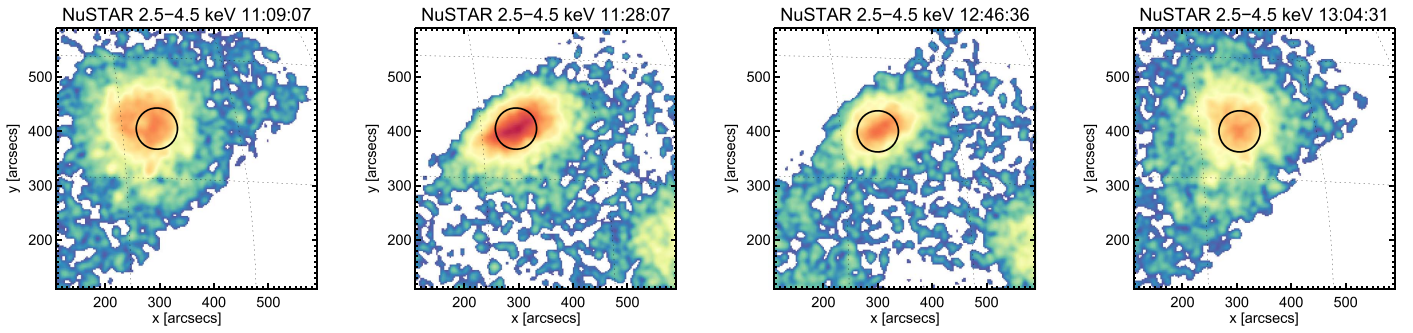 NuSTAR 2.5−4.5 keV 11:09:07
NuSTAR 2.5−4.5 keV 11:28:07
NuSTAR 2.5−4.5 keV 12:46:36
NuSTAR 2.5−4.5 keV 13:04:31
y [arcsecs]
500
400
300
200
200 300 400 500
x [arcsecs]
y [arcsecs]
500
400
300
200
200 300 400 500
x [arcsecs]
y [arcsecs]
500
400
300
200
200 300 400 500
x [arcsecs]
y [arcsecs]
500
400
300
200
200 300 400 500
x [arcsecs]